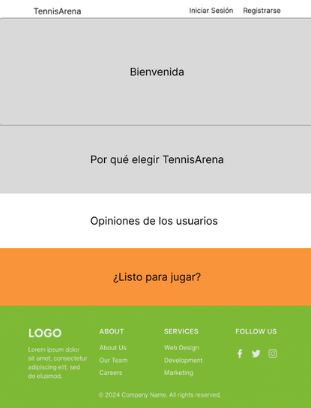 TennisArena
Iniciar Sesión Registrarse
Bienvenida
Por qué elegir TennisArena
Opiniones de los usuarios
¿Listo para jugar?
LOGO
Lorem ipsum dolor
sit amet, consectetur
adipiscing elit, sed
do eiusmod.
ABOUT
About Us
Our Team
Careers
SERVICES
Web Design
Development
Marketing
FOLLOW US
© 2024 Company Name. All rights reserved.